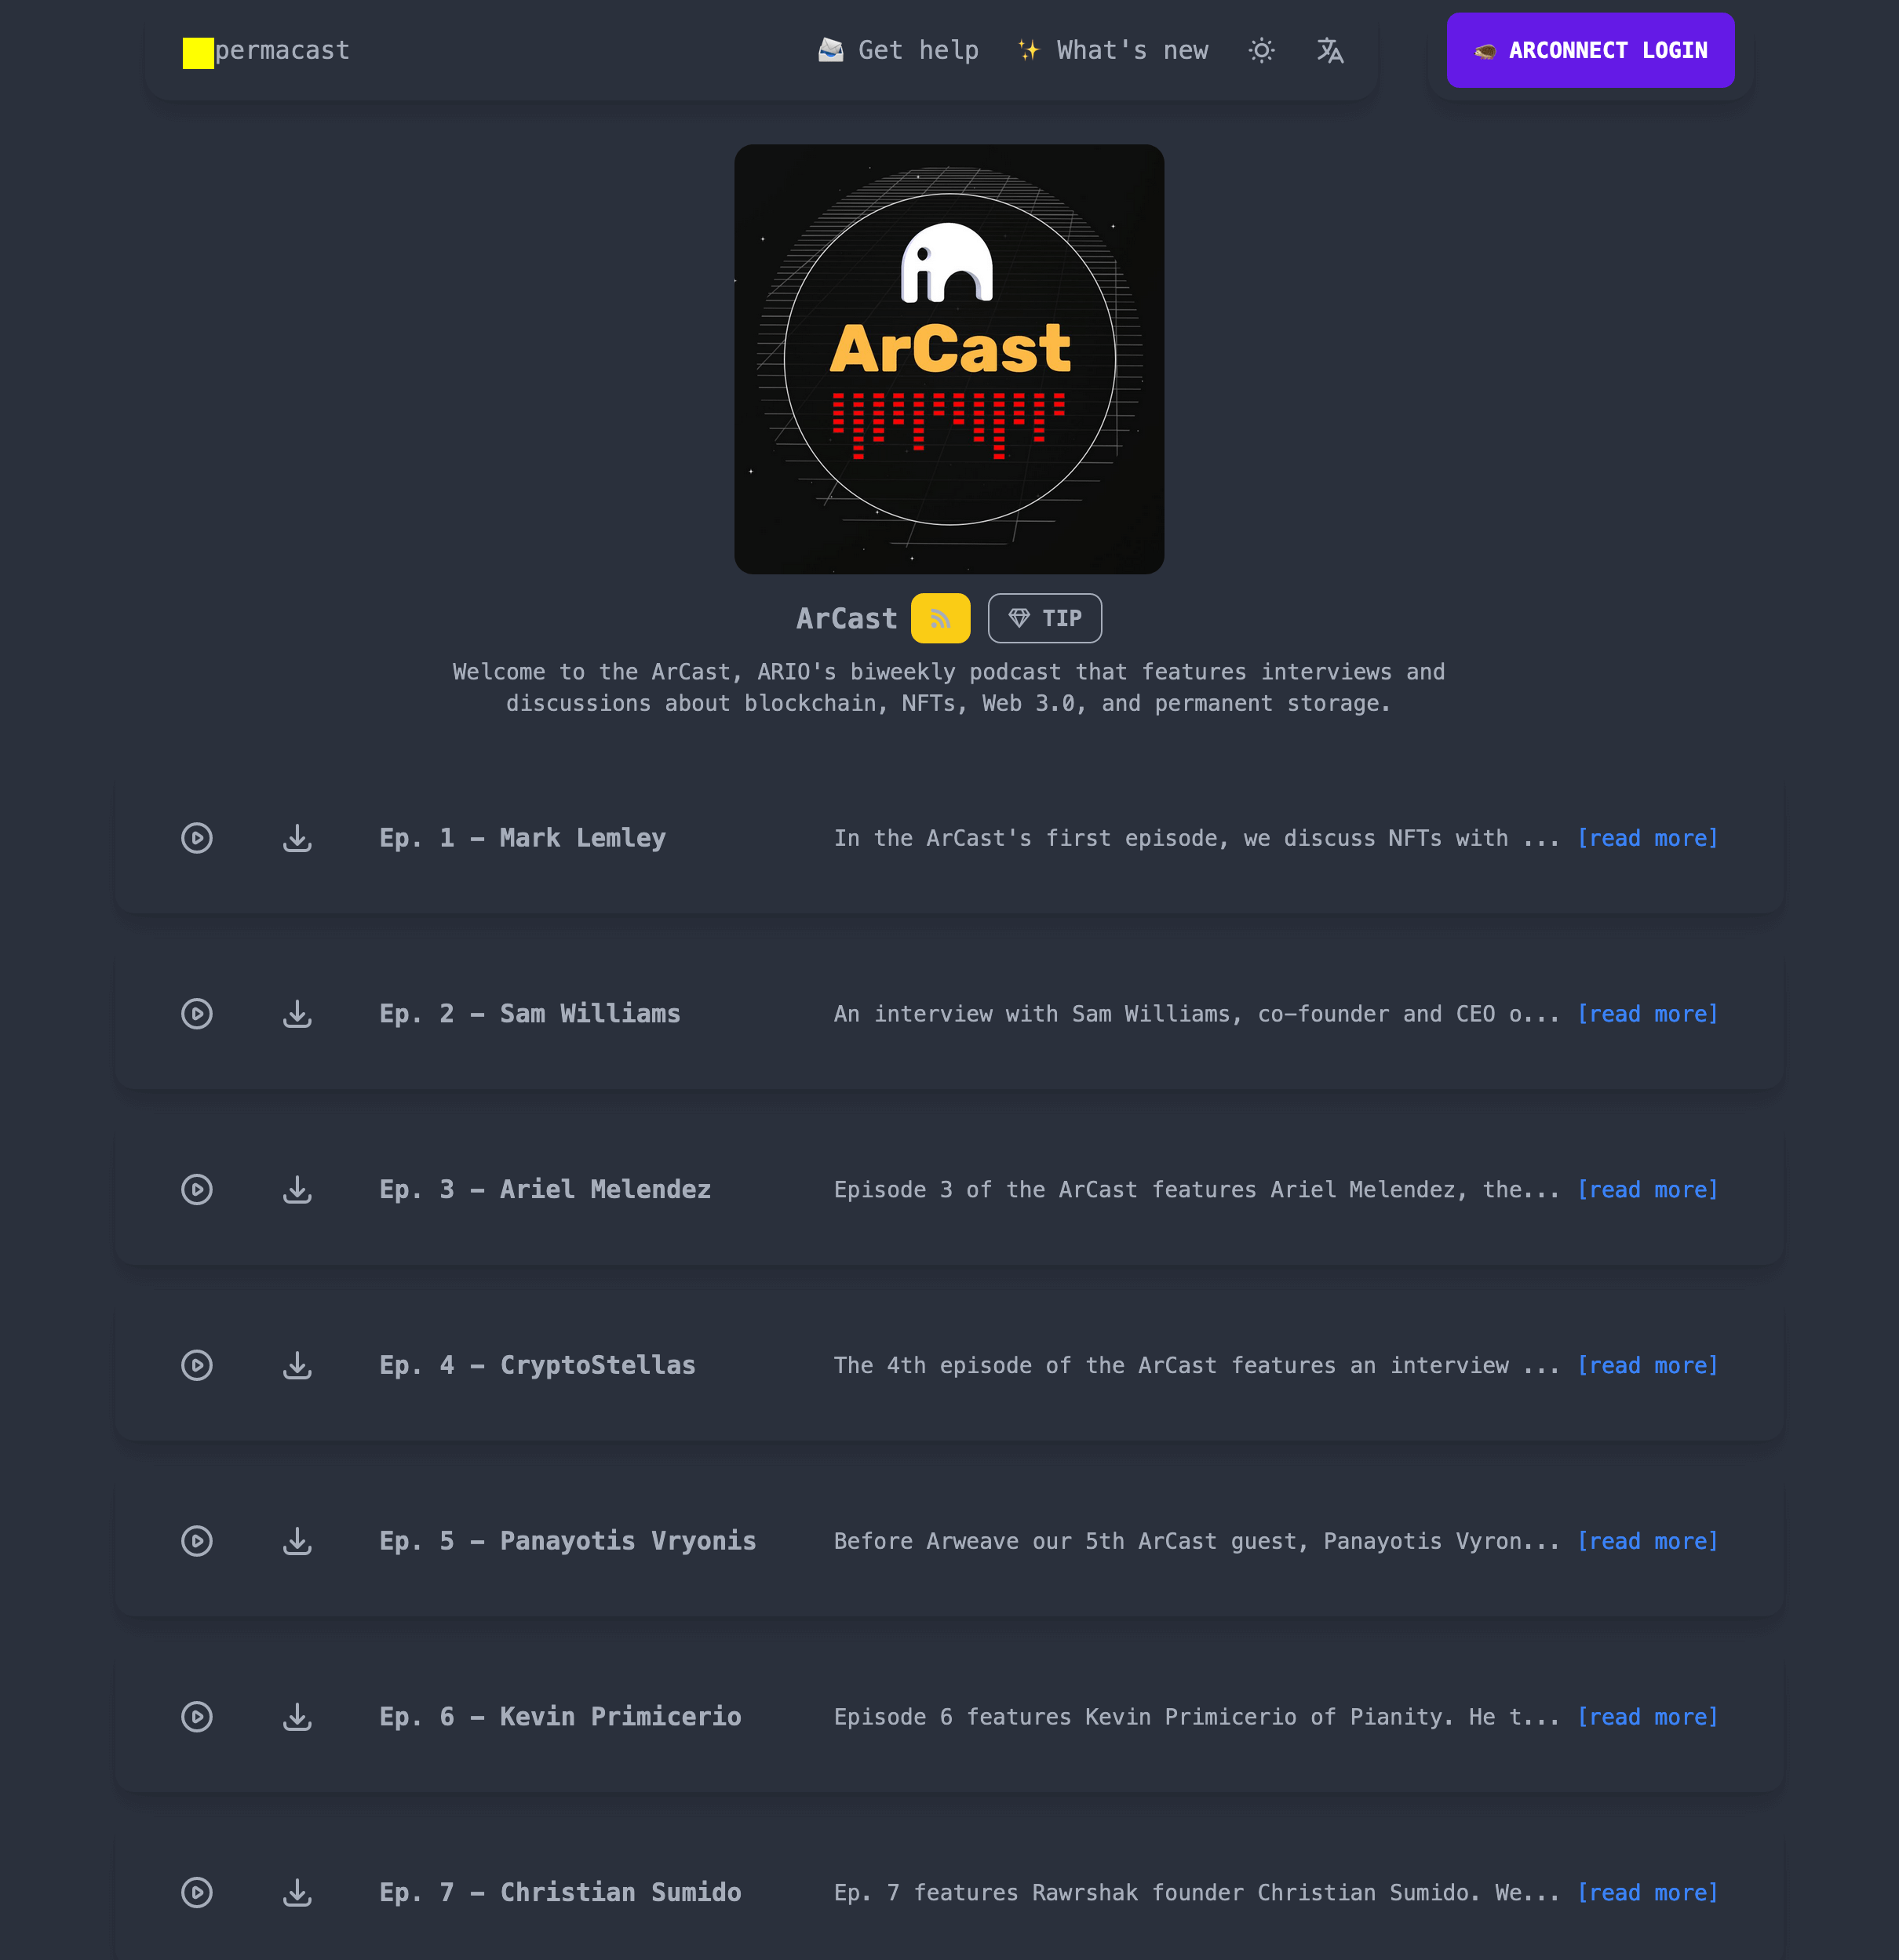 permacast
Get help
What's new
ARCONNECT LOGIN
ArCast
ArCast
TIP
Welcome to the ArCast, ARIO's biweekly podcast that features interviews and
discussions about blockchain, NFTs, Web 3.0, and permanent storage.
Ep. 1 – Mark Lemley
In the ArCast's first episode, we discuss NFTs with ... [read more]
Ep. 2 – Sam Williams
An interview with Sam Williams, co–founder and CEO o... [read more]
Ep. 3 – Ariel Melendez
Episode 3 of the ArCast features Ariel Melendez, the... [read more]
Ep. 4 – CryptoStellas
The 4th episode of the ArCast features an interview ... [read more]
Ep. 5 – Panayotis Vryonis
Before Arweave our 5th ArCast guest, Panayotis Vyron... [read more]
Ep. 6 – Kevin Primicerio
Episode 6 features Kevin Primicerio of Pianity. He t... [read more]
Ep. 7 – Christian Sumido
Ep. 7 features Rawrshak founder Christian Sumido. We... [read more]